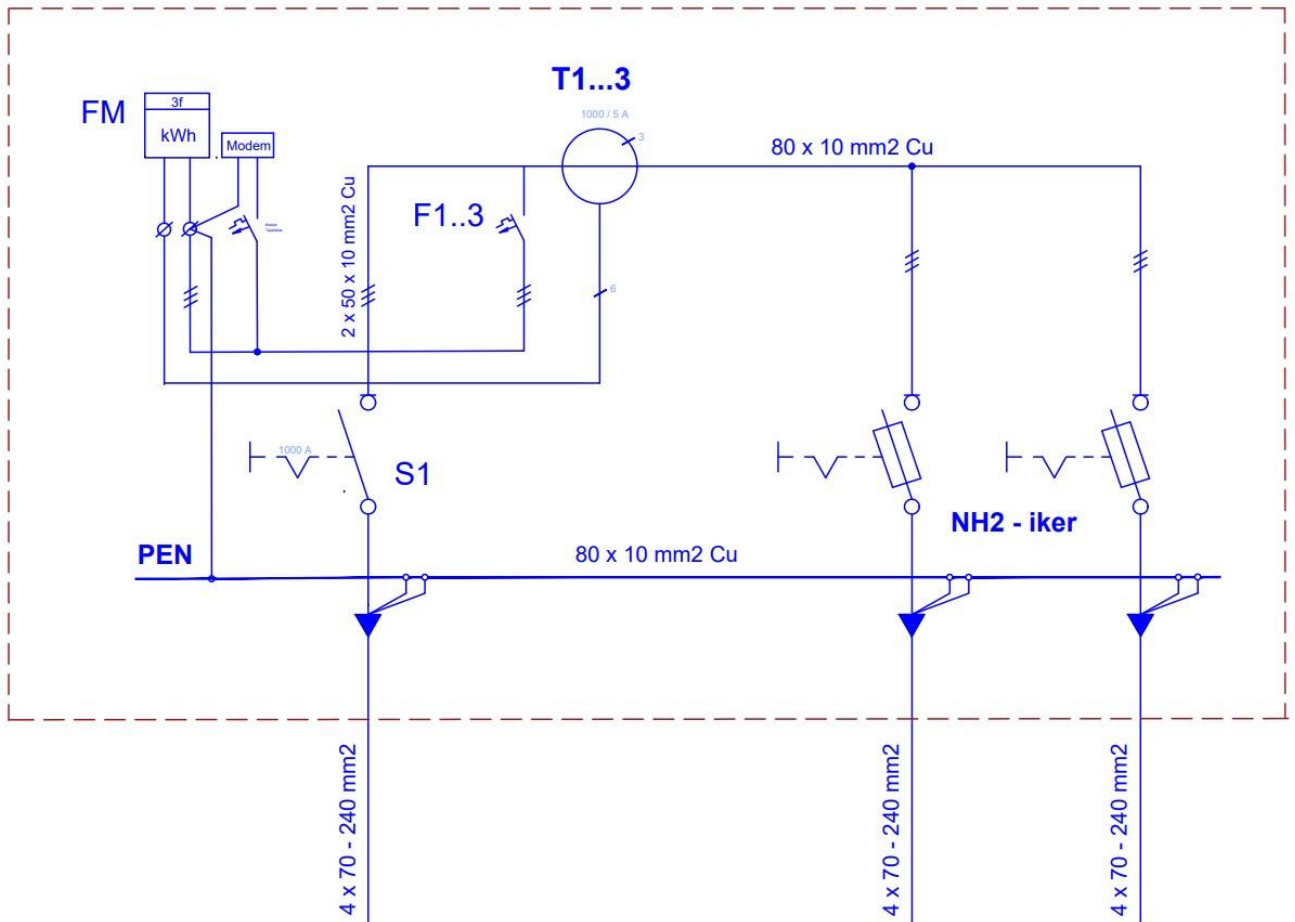 T1...3
FM
3f
kWh
Modem
1000 / 5 A
3
80 x 10 mm2 Cu
2 x 50 x 10 mm2 Cu
F1..3
6
1000 A
S1
NH2 - iker
PEN
80 x 10 mm2 Cu
4 x 70 - 240 mm2
4 x 70 - 240 mm2
4 x 70 - 240 mm2